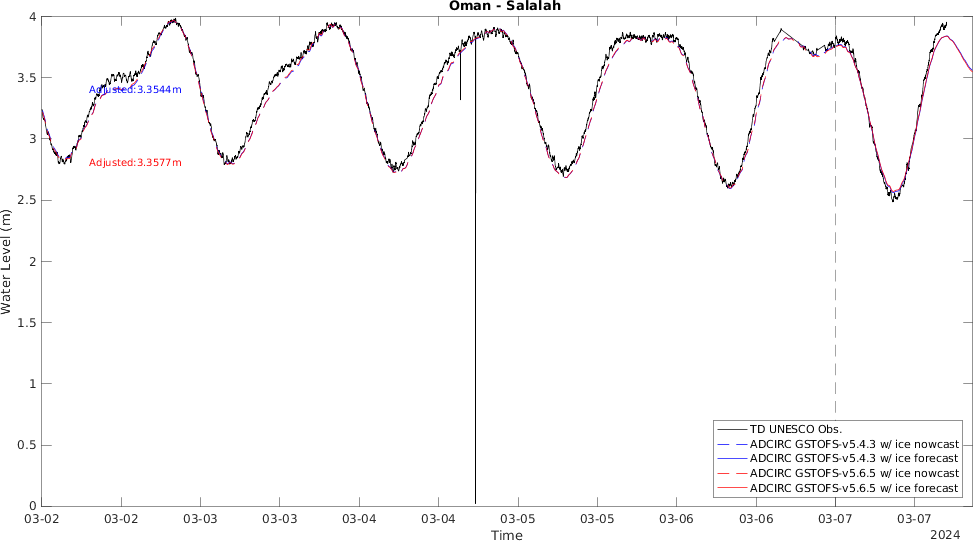 Oman - Salalah
4
3.5
3
2.5
2
1.5
1
0.5
0
Water Level (m)
Adjusted:3.3544m
Adjusted:3.3577m
TD UNESCO Obs.
ADCIRC GSTOFS-v5.4.3 w/ ice nowcast
ADCIRC GSTOFS-v5.4.3 w/ ice forecast
ADCIRC GSTOFS-v5.6.5 w/ ice nowcast
ADCIRC GSTOFS-v5.6.5 w/ ice forecast
03-02 03-02 03-03 03-03 03-04 03-04 03-05 03-05 03-06 03-06 03-07 03-07
Time
2024